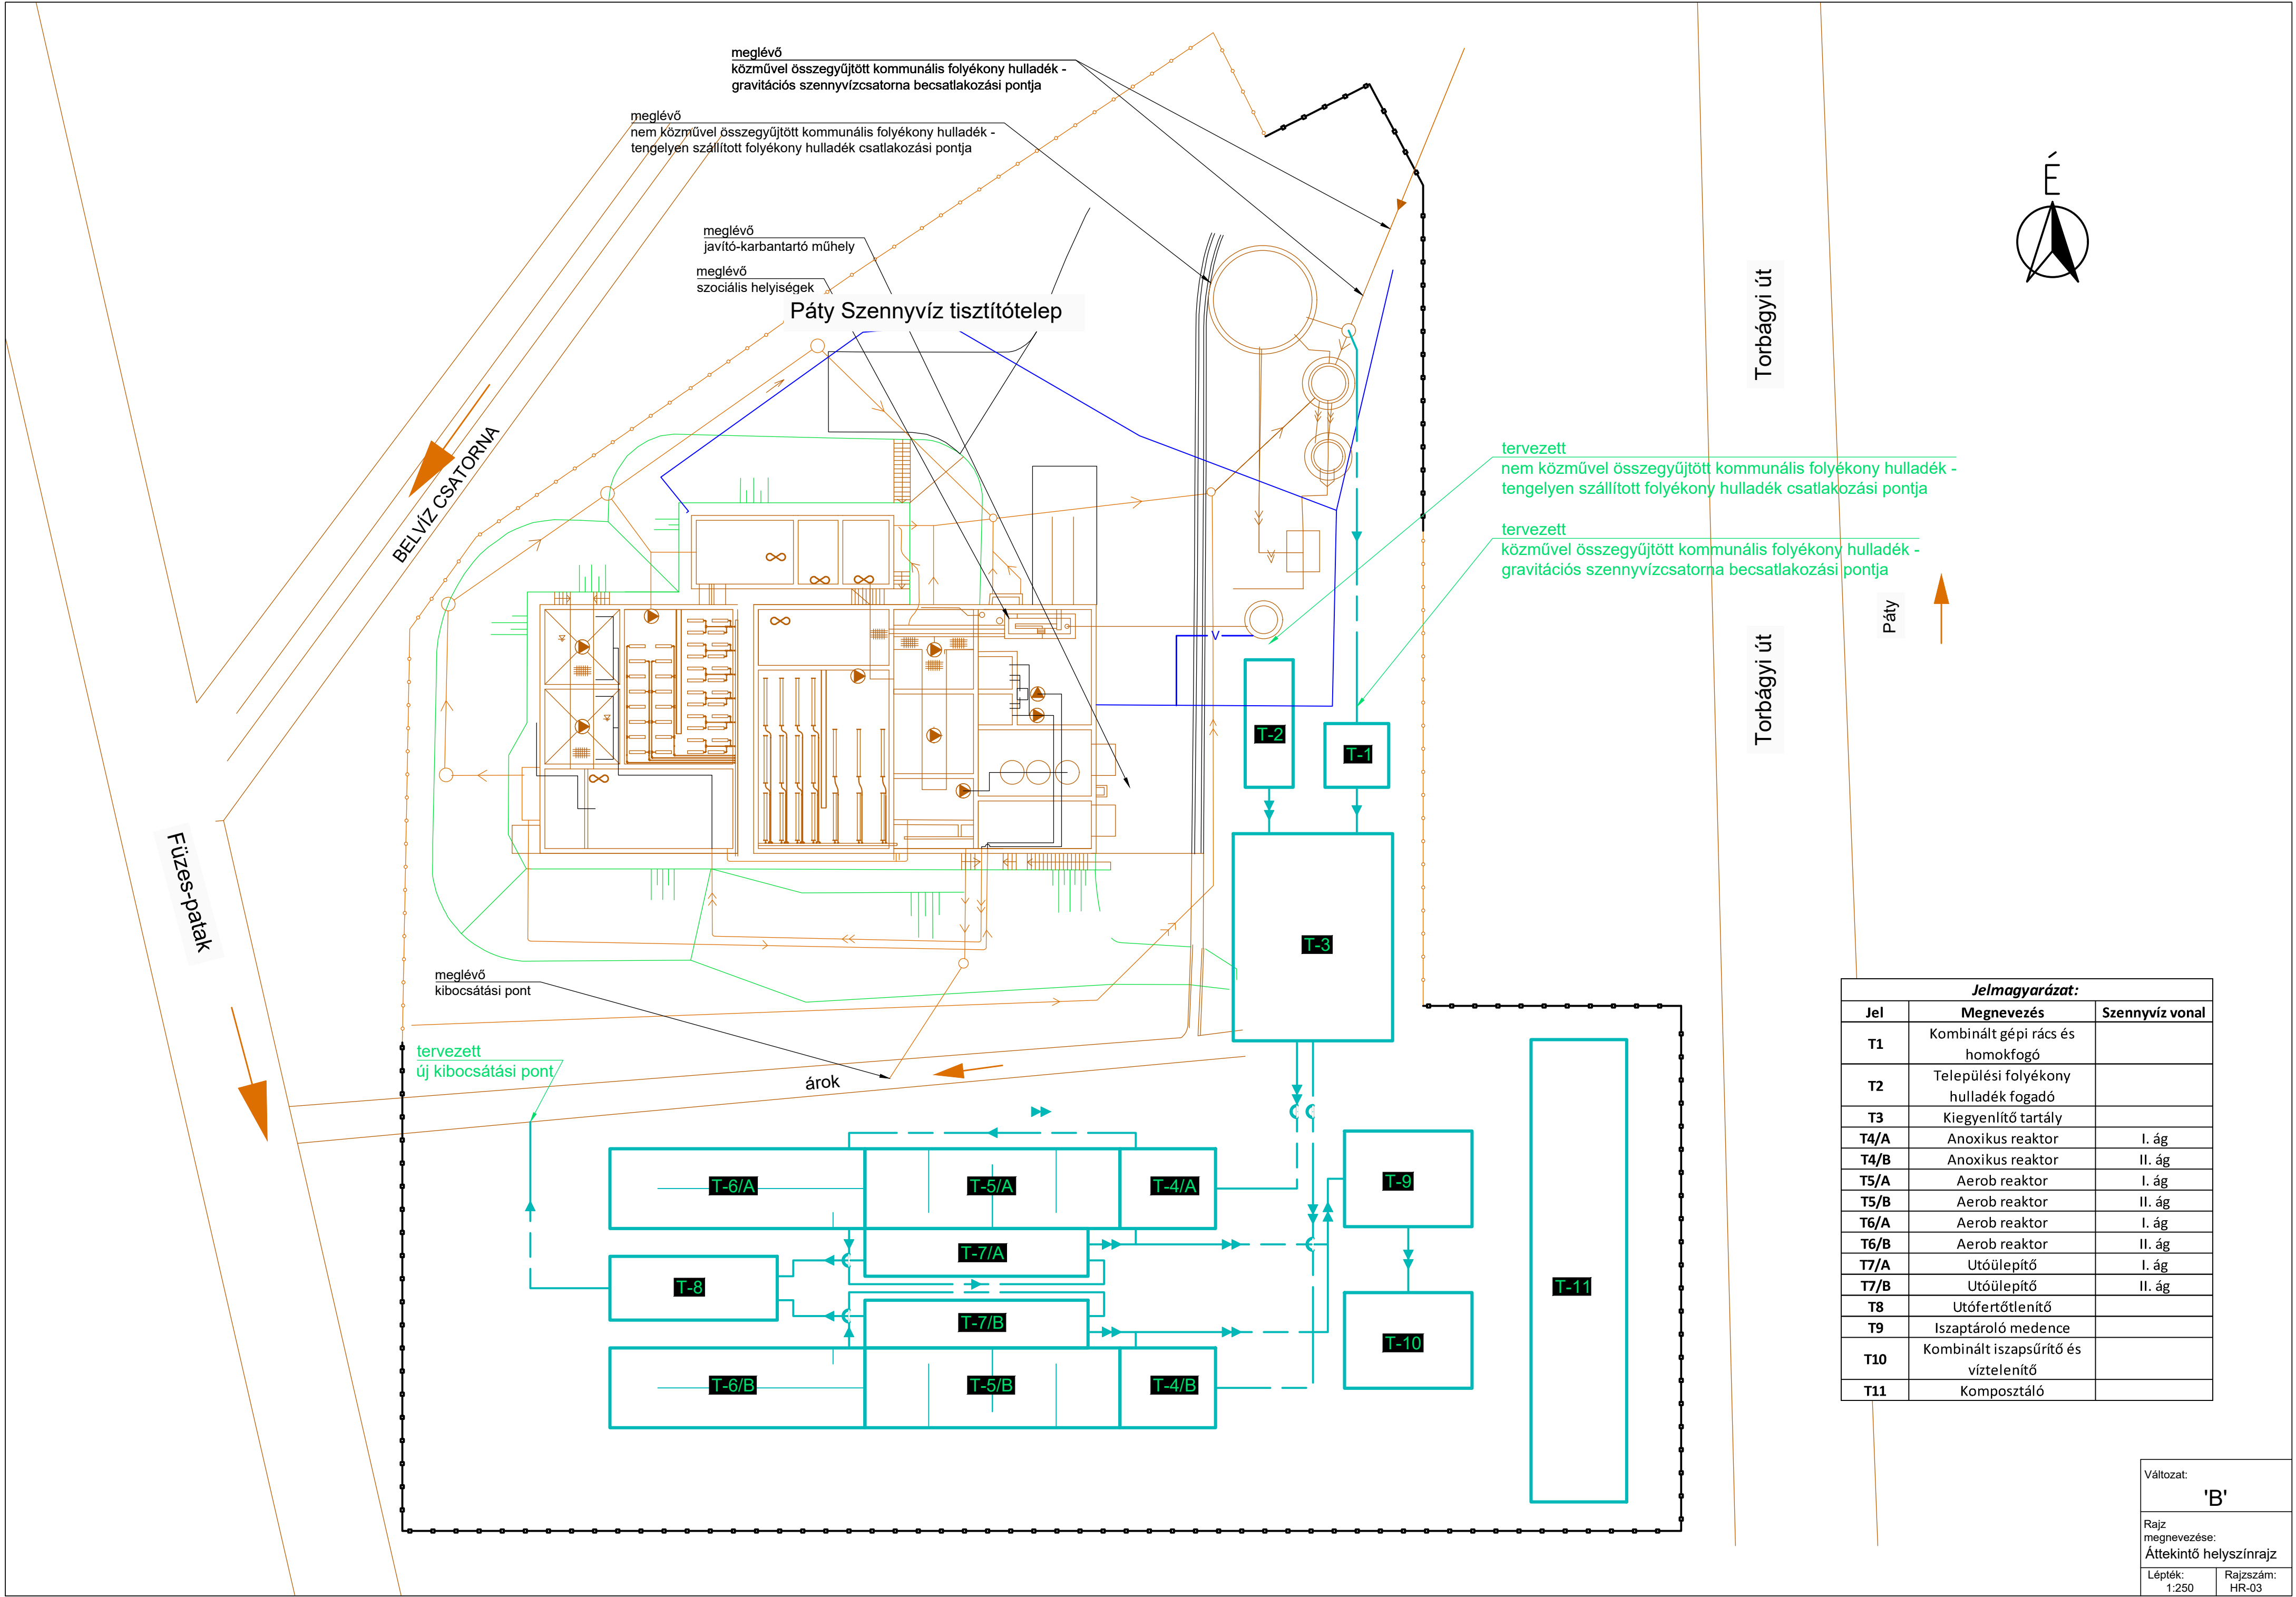 meglévő
közművel összegyűjtött kommunális folyékony hulladék -
gravitációs szennyvízcsatorna becsatlakozási pontja
meglévő
nem közművel összegyűjtött kommunális folyékony hulladék -
tengelyen szállított folyékony hulladék csatlakozási pontja
É
meglévő
javító-karbantartó műhely
meglévő
szociális helyiségek
Páty Szennyvíz tisztítótelep
Torbágyi út
BELVÍZ CSATORNA
tervezett
nem közművel összegyűjtött kommunális folyékony hulladék -
tengelyen szállított folyékony hulladék csatlakozási pontja
tervezett
közművel összegyűjtött kommunális folyékony hulladék -
gravitációs szennyvízcsatorna becsatlakozási pontja
Páty
Torbágyi út
V
T-2
T-1
Füzes-patak
T-3
meglévő
kibocsátási pont
tervezett
új kibocsátási pont
árok
T-6/A
T-5/A
T-4/A
T-9
T-7/A
T-8
T-11
T-7/B
T-10
T-6/B
T-5/B
T-4/B
Jelmagyarázat:
Jel Megnevezés Szennyvíz vonal
T1 Kombinált gépi rács és
homokfogó
T2 Települési folyékony
hulladék fogadó
T3 Kiegyenlítő tartály
T4/A Anoxikus reaktor I. ág
T4/B Anoxikus reaktor II. ág
T5/A Aerob reaktor I. ág
T5/B Aerob reaktor II. ág
T6/A Aerob reaktor I. ág
T6/B Aerob reaktor II. ág
T7/A Utóülepítő I. ág
T7/B Utóülepítő II. ág
T8 Utófertőtlenítő
T9 Iszaptároló medence
T10 Kombinált iszapsűrítő és
víztelenítő
T11 Komposztáló
Változat:
'B'
Rajz
megnevezése:
Áttekintő helyszínrajz
Lépték: Rajzszám:
1:250 HR-03